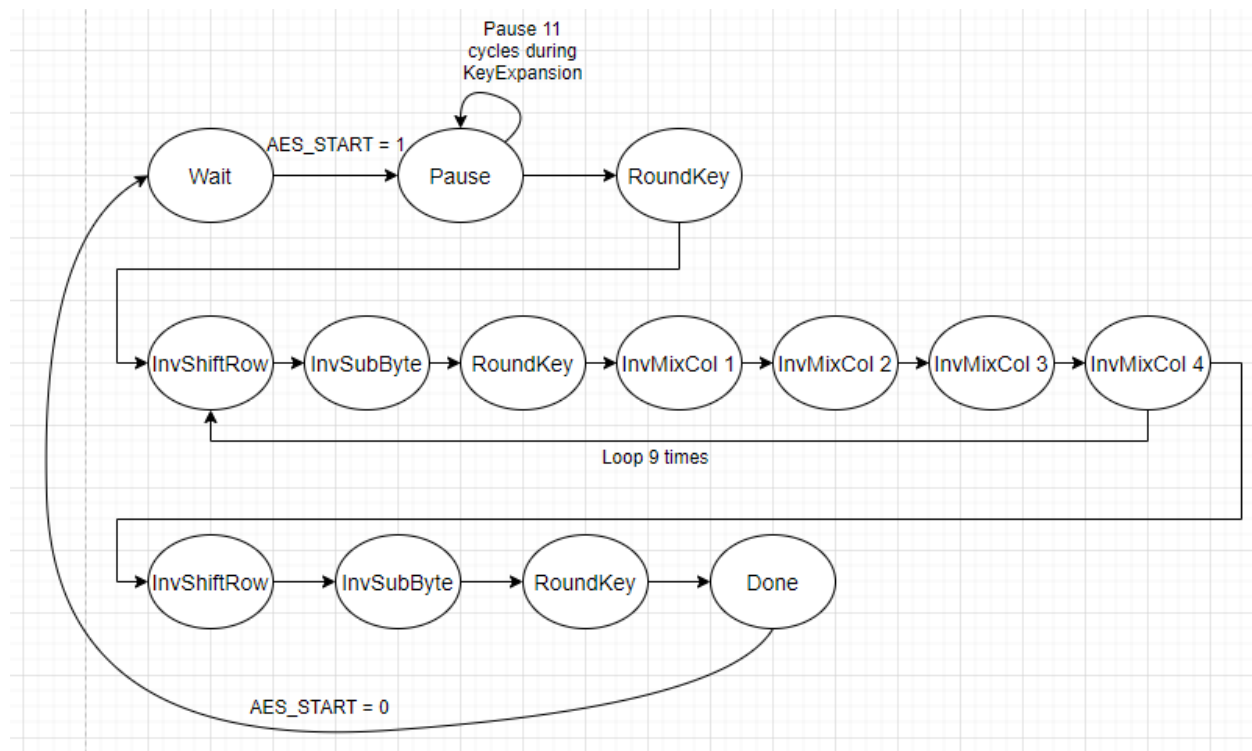 Pause 11
cycles during
KeyExpansion
AES_START = 1
Wait
Pause
RoundKey
InvShiftRow
InvSubByte
RoundKey
InvMixCol 1
InvMixCol 2
InvMixCol 3
InvMixCol 4
Loop 9 times
InvShiftRow
InvSubByte
RoundKey
Done
AES_START = 0